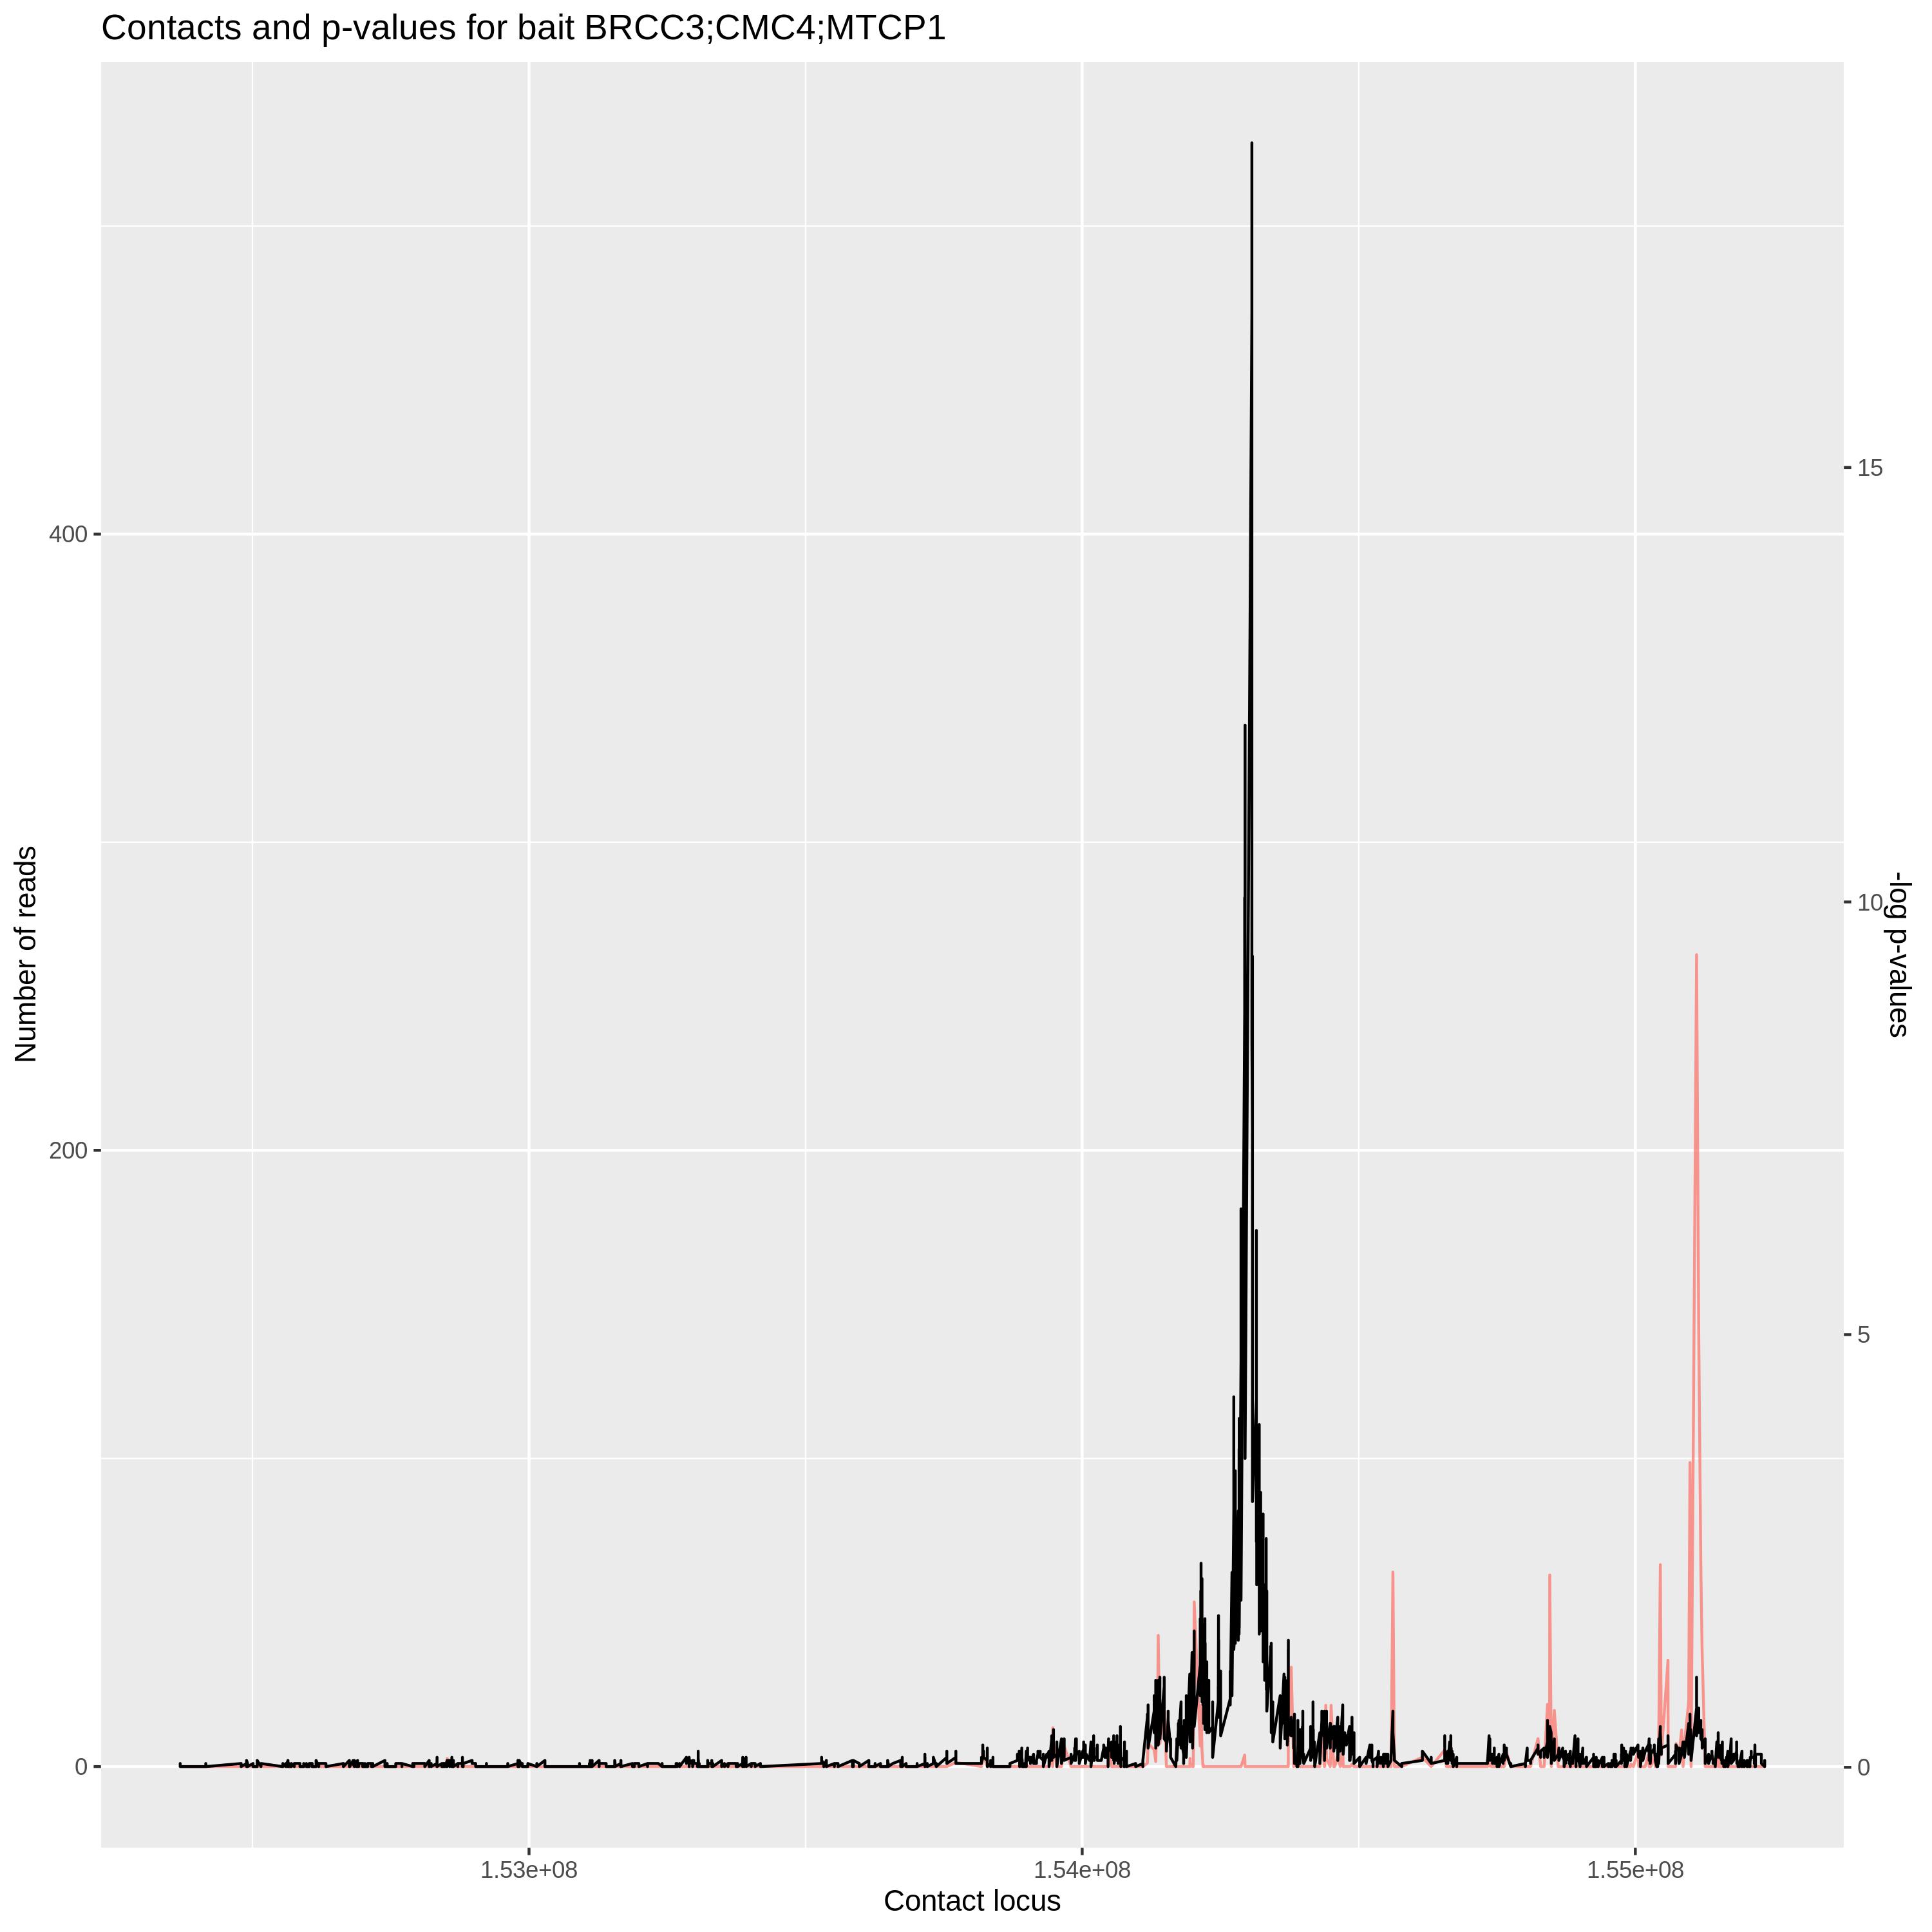 Contacts and p-values for bait BRCC3;CMC4;MTCP1
Number of reads
400
200
0
15
10
5
0
-log p-values
1.53e+08
1.54e+08
1.55e+08
Contact locus